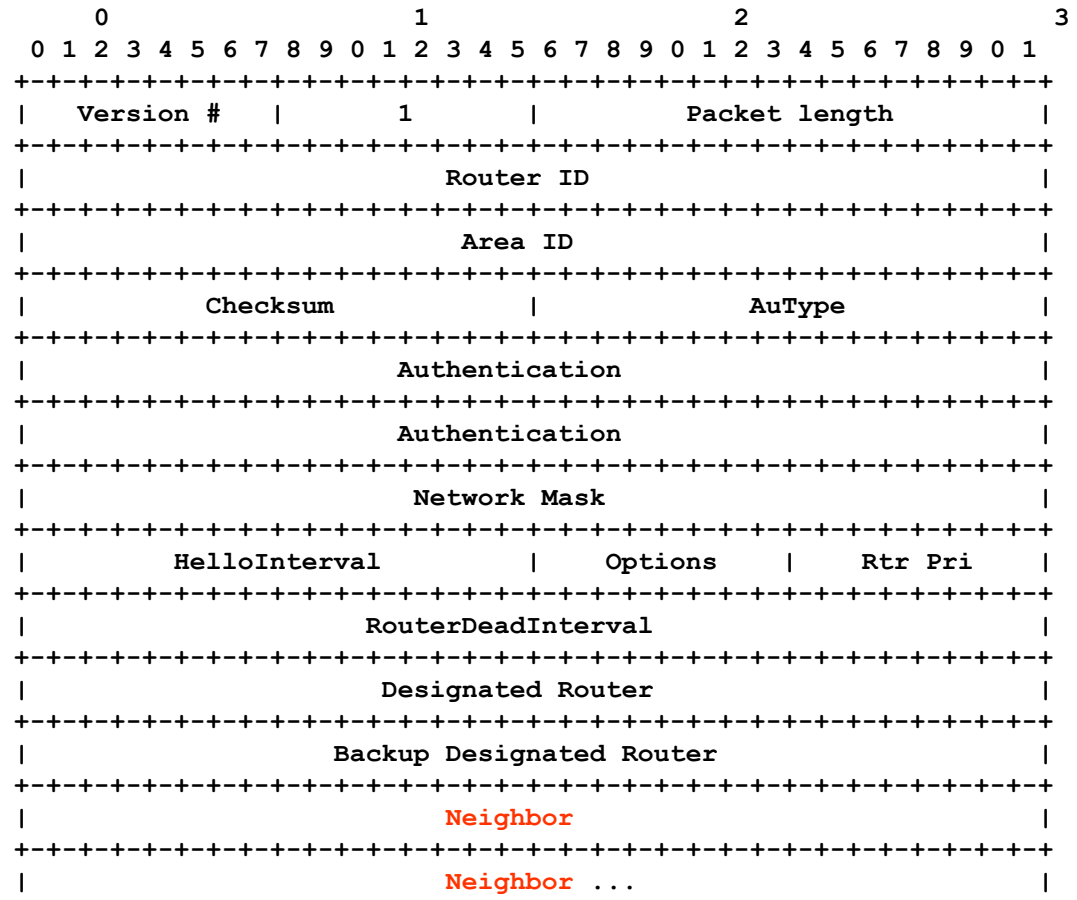 0 1 2 3
0 1 2 3 4 5 6 7 8 9 0 1 2 3 4 5 6 7 8 9 0 1 2 3 4 5 6 7 8 9 0 1
+-+-+-+-+-+-+-+-+-+-+-+-+-+-+-+-+-+-+-+-+-+-+-+-+-+-+-+-+-+-+-+-+
| Version # | 1 | Packet length |
+-+-+-+-+-+-+-+-+-+-+-+-+-+-+-+-+-+-+-+-+-+-+-+-+-+-+-+-+-+-+-+-+
| Router ID |
+-+-+-+-+-+-+-+-+-+-+-+-+-+-+-+-+-+-+-+-+-+-+-+-+-+-+-+-+-+-+-+-+
| Area ID |
+-+-+-+-+-+-+-+-+-+-+-+-+-+-+-+-+-+-+-+-+-+-+-+-+-+-+-+-+-+-+-+-+
| Checksum | AuType |
+-+-+-+-+-+-+-+-+-+-+-+-+-+-+-+-+-+-+-+-+-+-+-+-+-+-+-+-+-+-+-+-+
| Authentication |
+-+-+-+-+-+-+-+-+-+-+-+-+-+-+-+-+-+-+-+-+-+-+-+-+-+-+-+-+-+-+-+-+
| Authentication |
+-+-+-+-+-+-+-+-+-+-+-+-+-+-+-+-+-+-+-+-+-+-+-+-+-+-+-+-+-+-+-+-+
| Network Mask |
+-+-+-+-+-+-+-+-+-+-+-+-+-+-+-+-+-+-+-+-+-+-+-+-+-+-+-+-+-+-+-+-+
| HelloInterval | Options | Rtr Pri |
+-+-+-+-+-+-+-+-+-+-+-+-+-+-+-+-+-+-+-+-+-+-+-+-+-+-+-+-+-+-+-+-+
| RouterDeadInterval |
+-+-+-+-+-+-+-+-+-+-+-+-+-+-+-+-+-+-+-+-+-+-+-+-+-+-+-+-+-+-+-+-+
| Designated Router |
+-+-+-+-+-+-+-+-+-+-+-+-+-+-+-+-+-+-+-+-+-+-+-+-+-+-+-+-+-+-+-+-+
| Backup Designated Router |
+-+-+-+-+-+-+-+-+-+-+-+-+-+-+-+-+-+-+-+-+-+-+-+-+-+-+-+-+-+-+-+-+
| Neighbor |
+-+-+-+-+-+-+-+-+-+-+-+-+-+-+-+-+-+-+-+-+-+-+-+-+-+-+-+-+-+-+-+-+
| Neighbor ... |